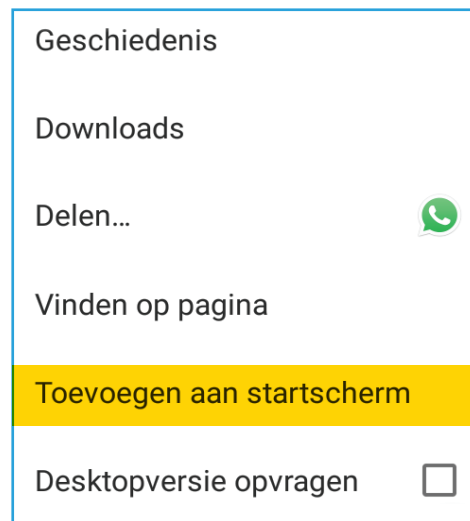 Geschiedenis
Downloads
Delen...
Vinden op pagina
Toevoegen aan startscherm
Desktopversie opvragen